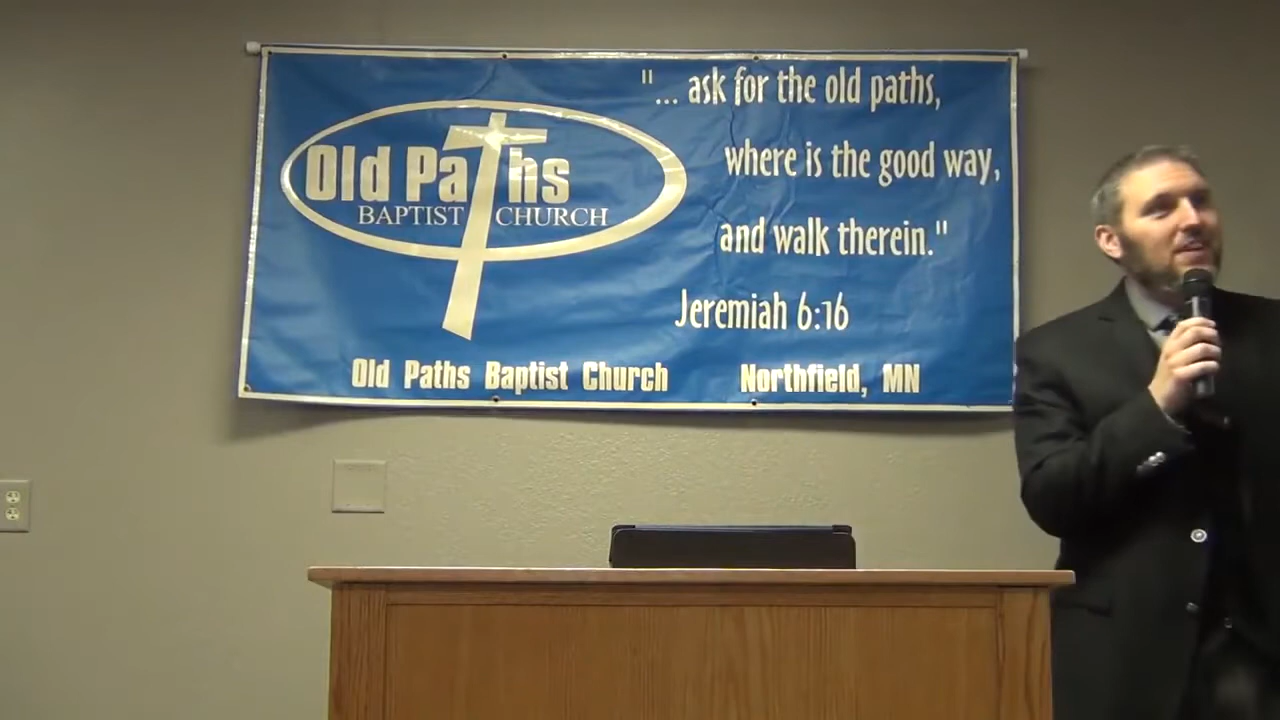 Old Paths
BAPTIST CHURCH
"... ask for the old paths,
where is the good way,
and walk therein."
Jeremiah 6:16
Old Paths Baptist Church Northfield, MN